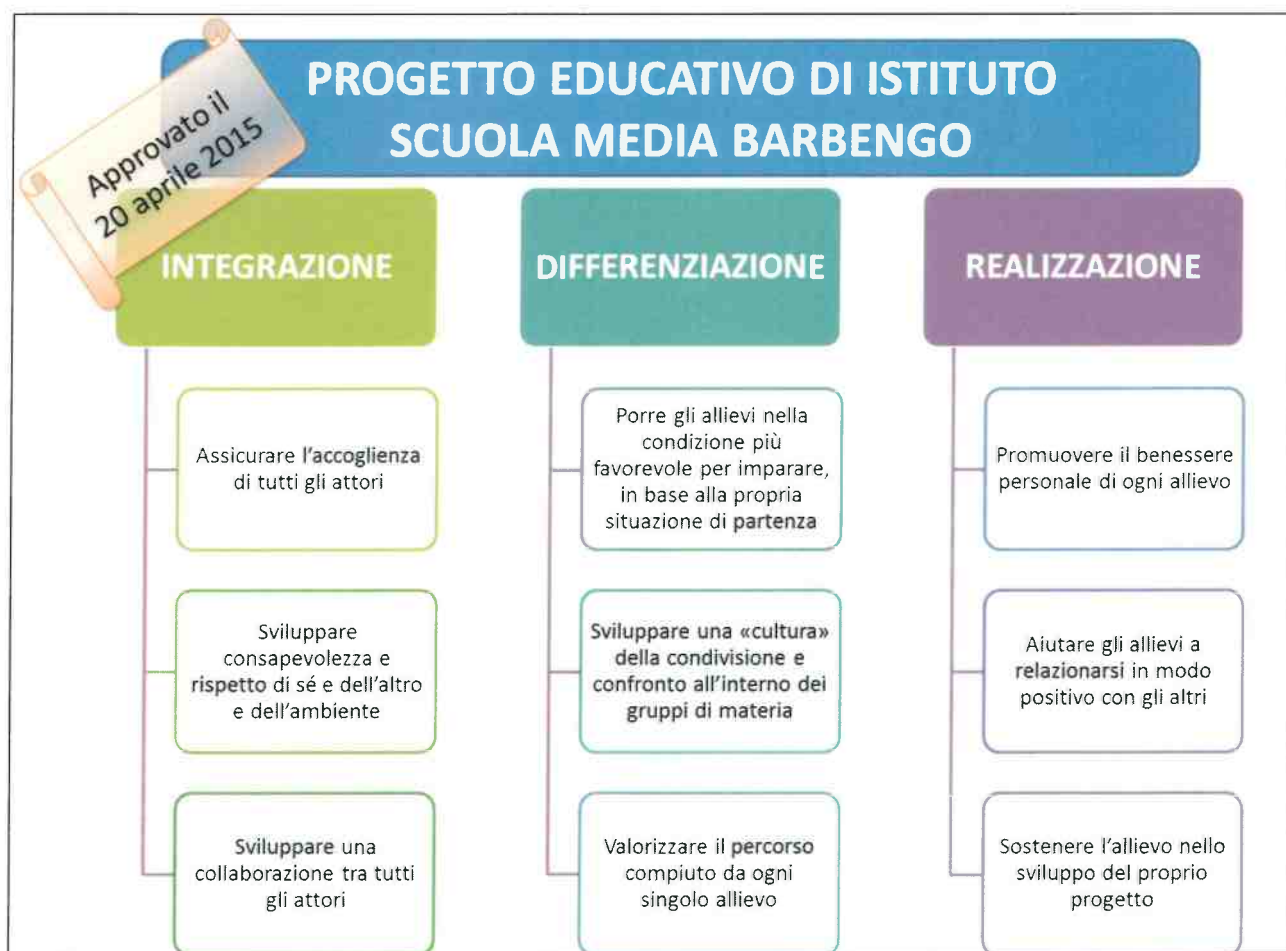 PROGETTO EDUCATIVO DI ISTITUTO
SCUOLA MEDIA BARBENGO
Approvato il
20 aprile 2015
INTEGRAZIONE
Assicurare l'accoglienza
di tutti gli attori
Sviluppare
consapevolezza e
rispetto di sé e dell'altro
e dell'ambiente
Sviluppare una
collaborazione tra tutti
gli attori
DIFFERENZIAZIONE
Porre gli allievi nella
condizione più
favorevole per imparare,
in base alla propria
situazione di partenza
Sviluppare una «cultura»
della condivisione e
confronto all'interno dei
gruppi di materia
Valorizzare il percorso
compiuto da ogni
singolo allievo
REALIZZAZIONE
Promuovere il benessere
personale di ogni allievo
Aiutare gli allievi a
relazionarsi in modo
positivo con gli altri
Sostenere l'allievo nello
sviluppo del proprio
progetto